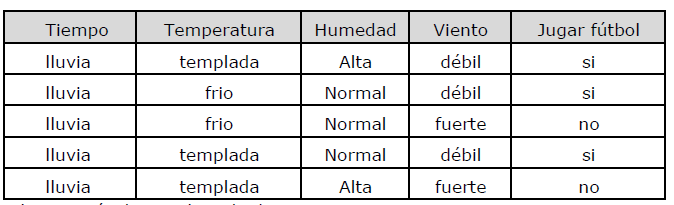 Tiempo Temperatura Humedad Viento Jugar fútbol
lluvia templada Alta débil si
lluvia frio Normal débil si
lluvia frio Normal fuerte no
lluvia templada Normal débil si
lluvia templada Alta fuerte no